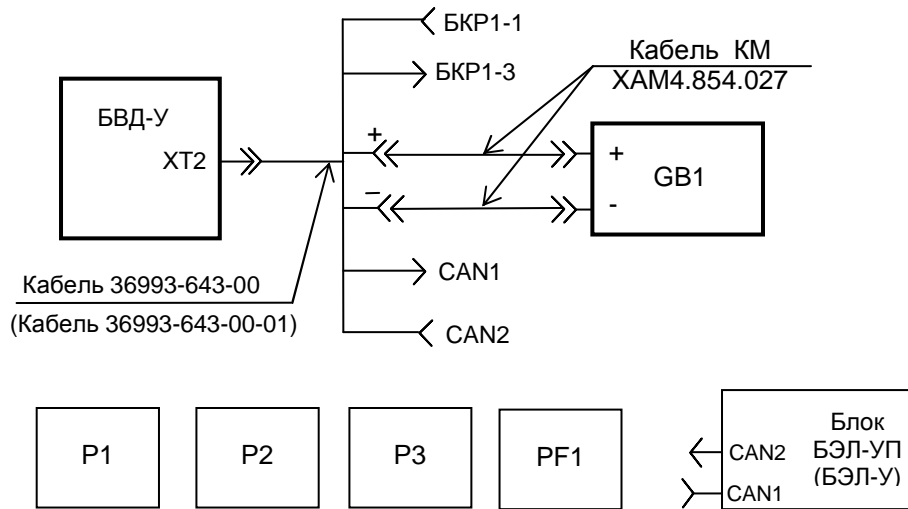 БКР1-1
Кабель КМ
ХАМ4.854.027
БКР1-3
БВД-У
ХТ2
+
+
GB1
–
-
Кабель 36993-643-00
(Кабель 36993-643-00-01)
CAN1
CAN2
P1
P2
P3
PF1
Блок
БЭЛ-УП
(БЭЛ-У)
CAN2
CAN1